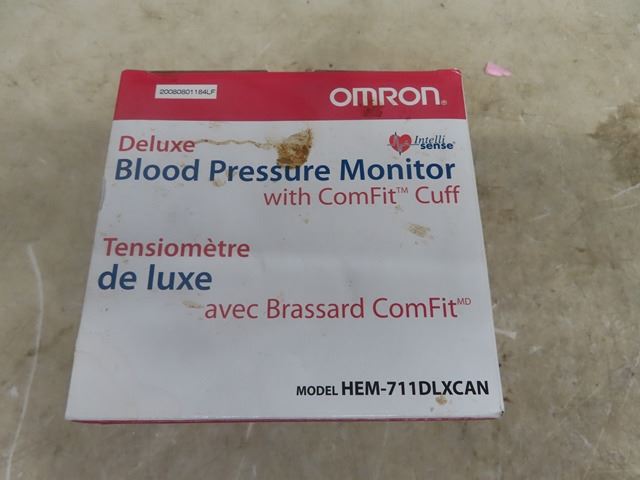 20080801184LF
OMRON®
Deluxe
Intelli
sense®
Blood Pressure Monitor
with ComFit™ Cuff
Tensiomètre
de luxe
avec Brassard ComFitMD
MODEL HEM-711DLXCAN